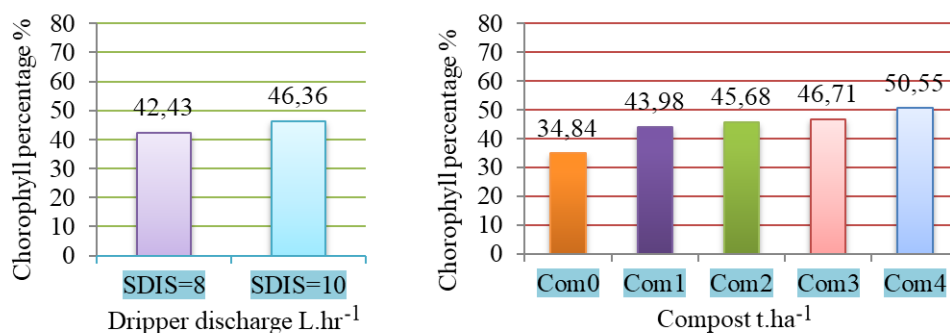 Chorophyll percentage %
80
70
60
50
40
30
20
10
0
42,43
46,36
SDIS=8
SDIS=10
Dripper discharge L.hr⁻¹
Chorophyll percentage %
80
70
60
50
40
30
20
10
0
34,84
43,98
45,68
46,71
50,55
Com0
Com1
Com2
Com3
Com4
Compost t.ha⁻¹